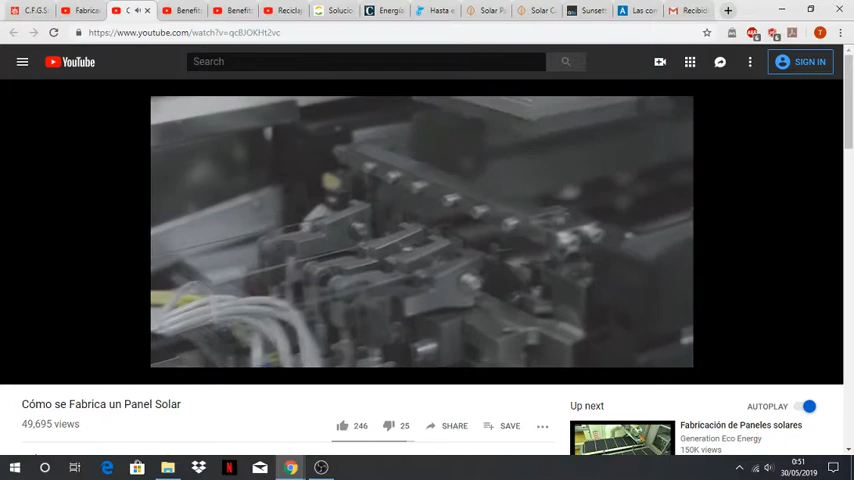 C.F.G.S.
Fabrica
C
Benefits
Benefit
Reciclaj
Solucio
Energía
Hasta e
Solar P
Solar C
Sunset
Las con
Recibid
https://www.youtube.com/watch?v=qcBJOKHt2vc
T
YouTube
Search
SIGN IN
Cómo se Fabrica un Panel Solar
49,695 views
246
25
SHARE
SAVE
Up next
AUTOPLAY
Fabricación de Paneles solares
Generation Eco Energy
150K views
0:51
30/05/2019